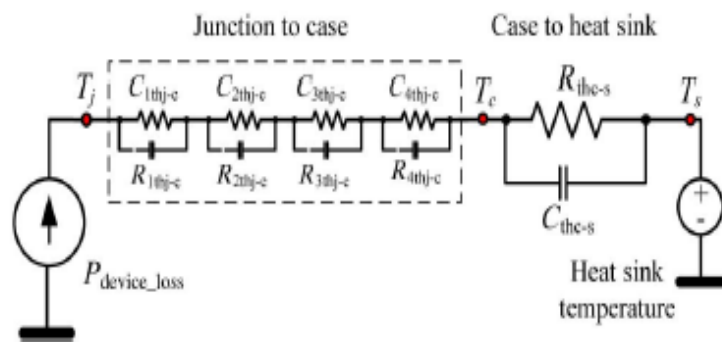 Junction to case
Case to heat sink
T_j
C_1thj-c
C_2thj-c
C_3thj-c
C_4thj-c
T_c
R_thc-s
T_s
R_1thj-c
R_2thj-c
R_3thj-c
R_4thj-c
C_thc-s
+
-
P_device_loss
Heat sink
temperature